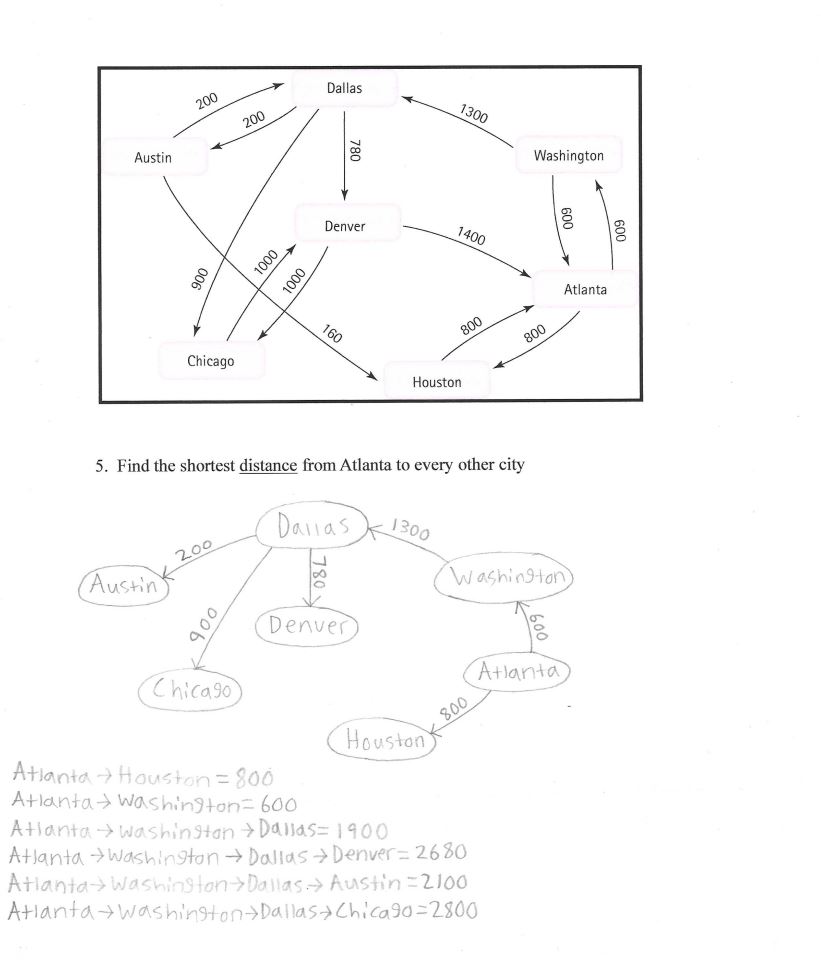 Dallas
200
200
1300
780
Austin
Washington
Denver
600
600
1400
900
1000
1000
Atlanta
160
800
800
Chicago
Houston
5. Find the shortest distance from Atlanta to every other city
Dallas
1300
200
780
Austin
Washington
900
Denver
600
Atlanta
Chicago
800
Houston
Atlanta → Houston = 800
Atlanta → Washington = 600
Atlanta → Washington → Dallas = 1900
Atlanta → Washington → Dallas → Denver = 2680
Atlanta → Washington → Dallas → Austin = 2100
Atlanta → Washington → Dallas → Chicago = 2800